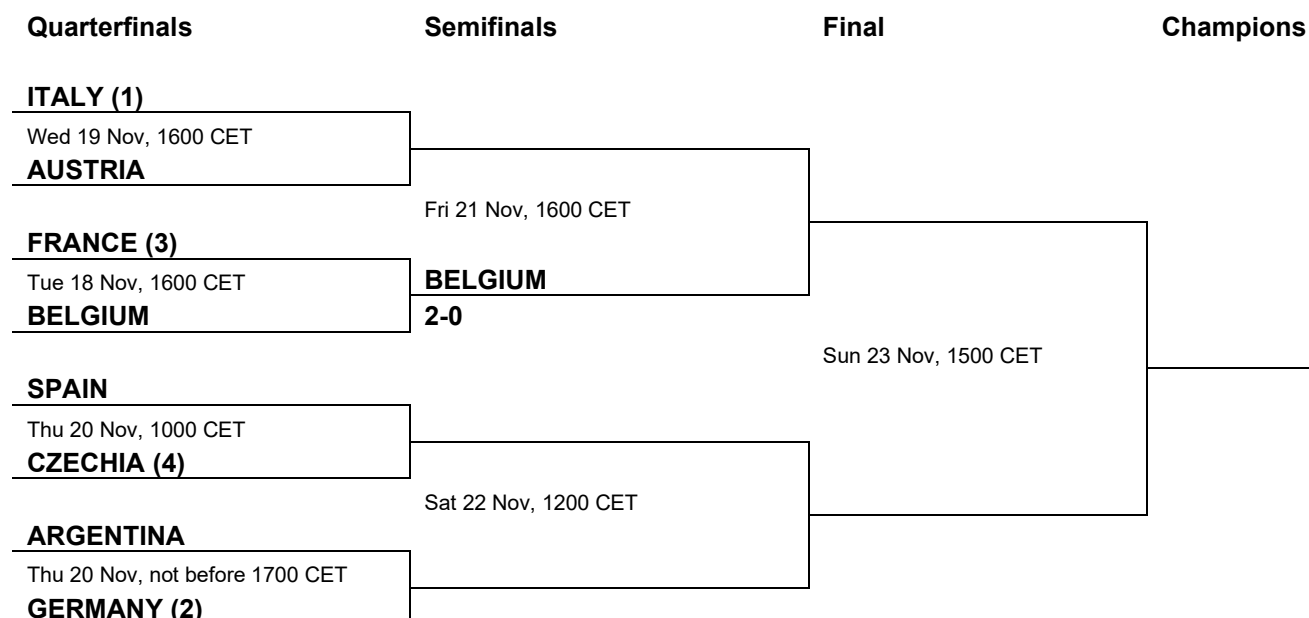 Quarterfinals Semifinals Final Champions
ITALY (1)
Wed 19 Nov, 1600 CET
AUSTRIA
Fri 21 Nov, 1600 CET
FRANCE (3)
Tue 18 Nov, 1600 CET
BELGIUM
BELGIUM
2-0
Sun 23 Nov, 1500 CET
SPAIN
Thu 20 Nov, 1000 CET
CZECHIA (4)
Sat 22 Nov, 1200 CET
ARGENTINA
Thu 20 Nov, not before 1700 CET
GERMANY (2)